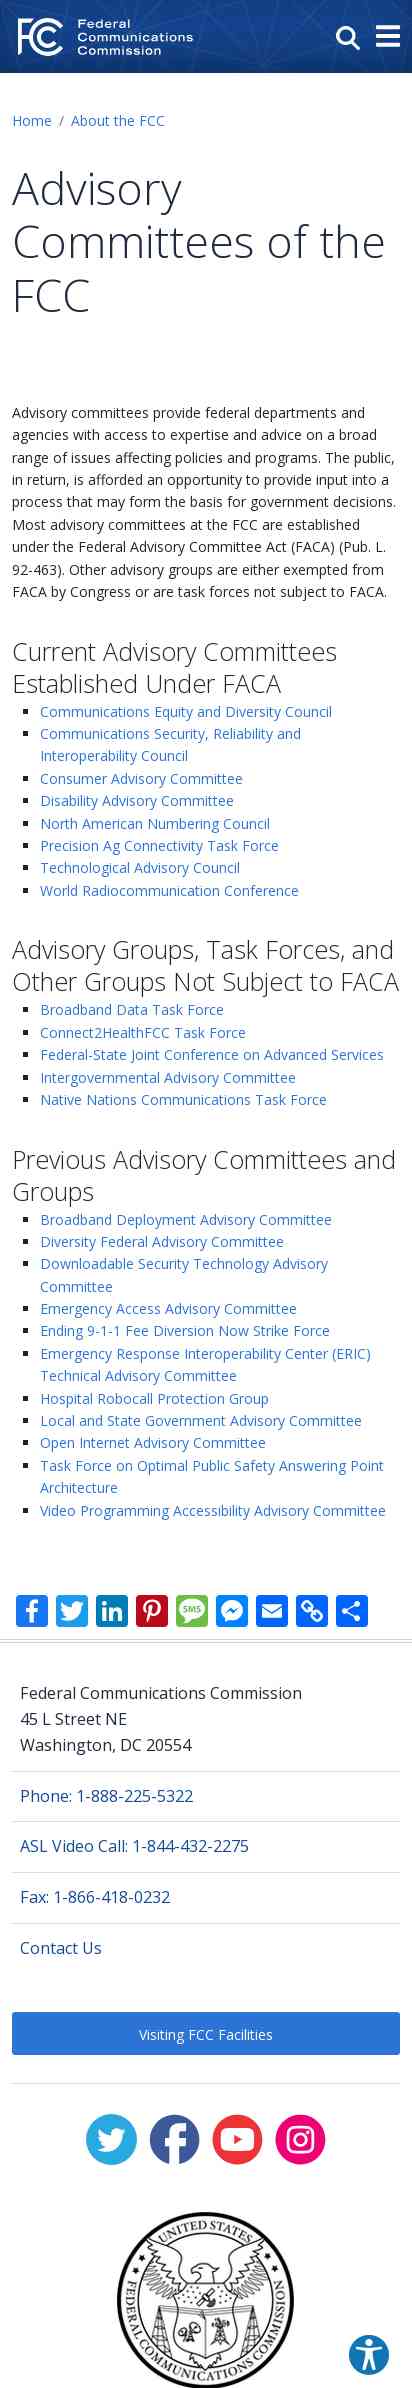 Federal
Communications
Commission
Home / About the FCC
Advisory
Committees of the
FCC
Advisory committees provide federal departments and
agencies with access to expertise and advice on a broad
range of issues affecting policies and programs. The public,
in return, is afforded an opportunity to provide input into a
process that may form the basis for government decisions.
Most advisory committees at the FCC are established
under the Federal Advisory Committee Act (FACA) (Pub. L.
92-463). Other advisory groups are either exempted from
FACA by Congress or are task forces not subject to FACA.
Current Advisory Committees
Established Under FACA
Communications Equity and Diversity Council
Communications Security, Reliability and
Interoperability Council
Consumer Advisory Committee
Disability Advisory Committee
North American Numbering Council
Precision Ag Connectivity Task Force
Technological Advisory Council
World Radiocommunication Conference
Advisory Groups, Task Forces, and
Other Groups Not Subject to FACA
Broadband Data Task Force
Connect2HealthFCC Task Force
Federal-State Joint Conference on Advanced Services
Intergovernmental Advisory Committee
Native Nations Communications Task Force
Previous Advisory Committees and
Groups
Broadband Deployment Advisory Committee
Diversity Federal Advisory Committee
Downloadable Security Technology Advisory
Committee
Emergency Access Advisory Committee
Ending 9-1-1 Fee Diversion Now Strike Force
Emergency Response Interoperability Center (ERIC)
Technical Advisory Committee
Hospital Robocall Protection Group
Local and State Government Advisory Committee
Open Internet Advisory Committee
Task Force on Optimal Public Safety Answering Point
Architecture
Video Programming Accessibility Advisory Committee
SMS
Federal Communications Commission
45 L Street NE
Washington, DC 20554
Phone: 1-888-225-5322
ASL Video Call: 1-844-432-2275
Fax: 1-866-418-0232
Contact Us
Visiting FCC Facilities
UNITED STATES
FEDERAL COMMUNICATIONS COMMISSION